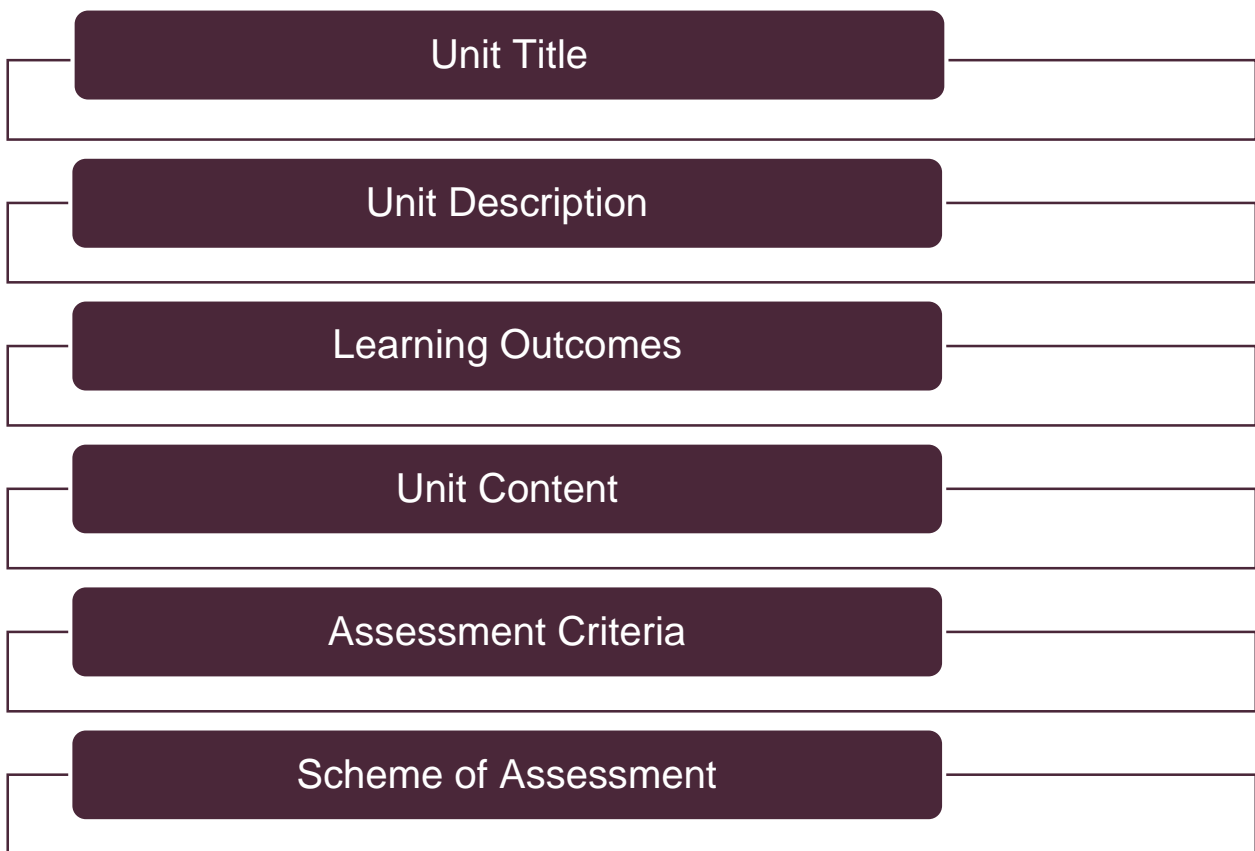 Unit Title
Unit Description
Learning Outcomes
Unit Content
Assessment Criteria
Scheme of Assessment